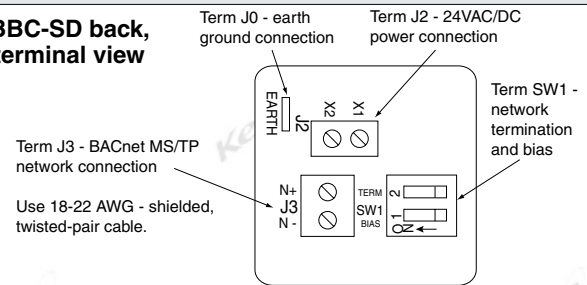 BBC-SD back,
terminal view
Term J0 - earth
ground connection
Term J2 - 24VAC/DC
power connection
Term SW1 -
network
termination
and bias
Term J3 - BACnet MS/TP
network connection
Use 18-22 AWG - shielded,
twisted-pair cable.
EARTH
J2
X2
X1
N+
J3
N -
TERM
SW1
BIAS
2
1
ON